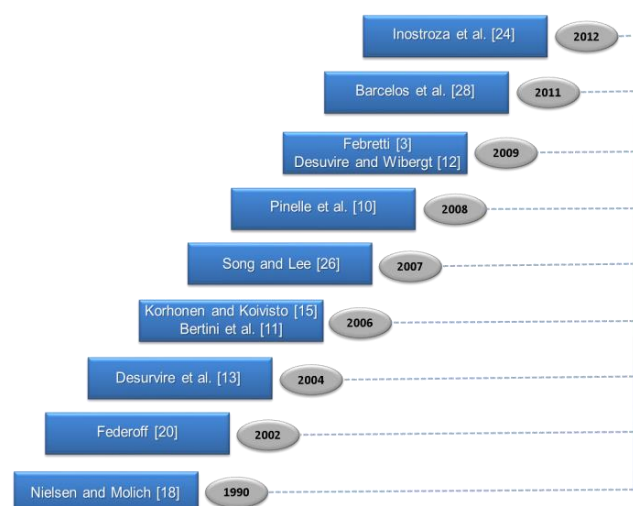 Inostroza et al. [24]
2012
Barcelos et al. [28]
2011
Febretti [3]
Desuvire and Wibergt [12]
2009
Pinelle et al. [10]
2008
Song and Lee [26]
2007
Korhonen and Koivisto [15]
Bertini et al. [11]
2006
Desurvire et al. [13]
2004
Federoff [20]
2002
Nielsen and Molich [18]
1990